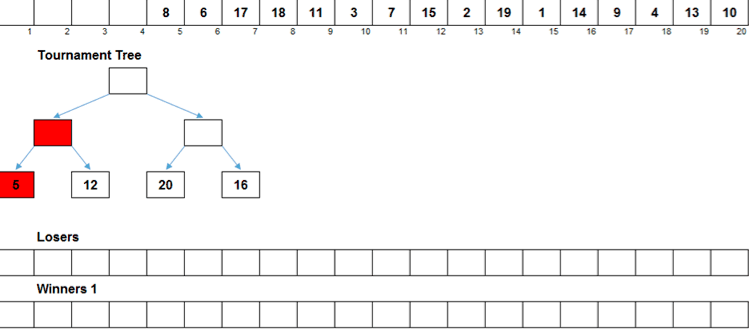 8 6 17 18 11 3 7 15 2 19 1 14 9 4 13 10
1 2 3 4 5 6 7 8 9 10 11 12 13 14 15 16 17 18 19 20
Tournament Tree
5 12 20 16
Losers
Winners 1